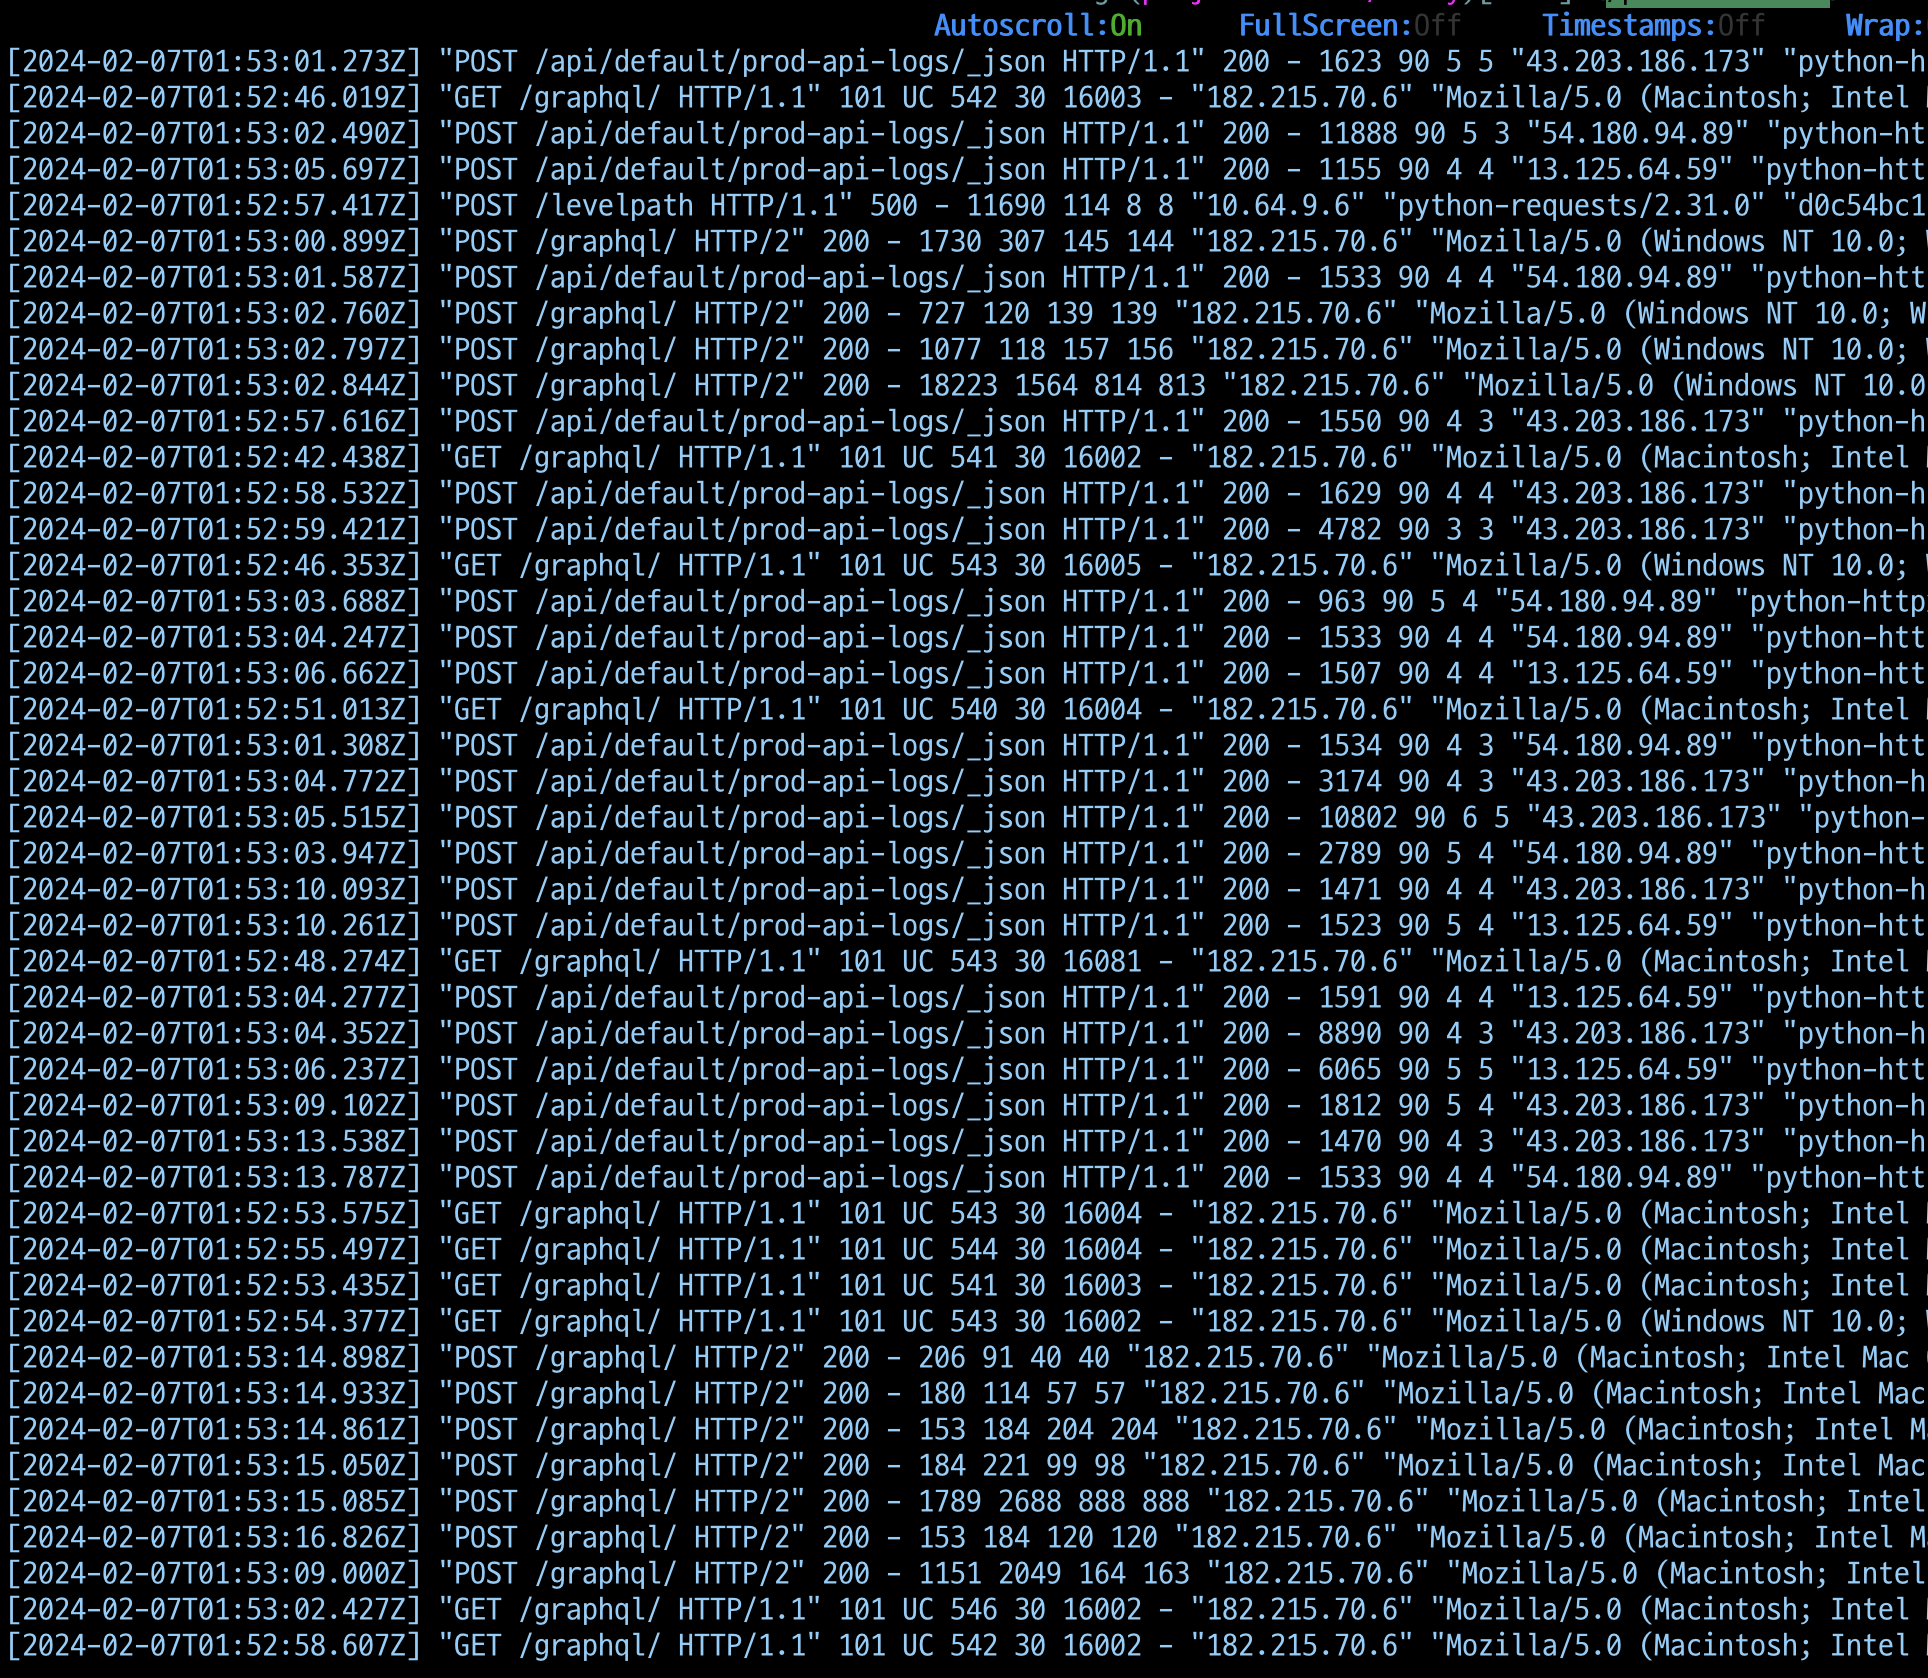 Autoscroll:On FullScreen:Off Timestamps:Off Wrap:
[2024-02-07T01:53:01.273Z] "POST /api/default/prod-api-logs/_json HTTP/1.1" 200 - 1623 90 5 5 "43.203.186.173" "python-h
[2024-02-07T01:52:46.019Z] "GET /graphql/ HTTP/1.1" 101 UC 542 30 16003 - "182.215.70.6" "Mozilla/5.0 (Macintosh; Intel
[2024-02-07T01:53:02.490Z] "POST /api/default/prod-api-logs/_json HTTP/1.1" 200 - 11888 90 5 3 "54.180.94.89" "python-ht
[2024-02-07T01:53:05.697Z] "POST /api/default/prod-api-logs/_json HTTP/1.1" 200 - 1155 90 4 4 "13.125.64.59" "python-htt
[2024-02-07T01:52:57.417Z] "POST /levelpath HTTP/1.1" 500 - 11690 114 8 8 "10.64.9.6" "python-requests/2.31.0" "d0c54bc1
[2024-02-07T01:53:00.899Z] "POST /graphql/ HTTP/2" 200 - 1730 307 145 144 "182.215.70.6" "Mozilla/5.0 (Windows NT 10.0;
[2024-02-07T01:53:01.587Z] "POST /api/default/prod-api-logs/_json HTTP/1.1" 200 - 1533 90 4 4 "54.180.94.89" "python-htt
[2024-02-07T01:53:02.760Z] "POST /graphql/ HTTP/2" 200 - 727 120 139 139 "182.215.70.6" "Mozilla/5.0 (Windows NT 10.0; W
[2024-02-07T01:53:02.797Z] "POST /graphql/ HTTP/2" 200 - 1077 118 157 156 "182.215.70.6" "Mozilla/5.0 (Windows NT 10.0;
[2024-02-07T01:53:02.844Z] "POST /graphql/ HTTP/2" 200 - 18223 1564 814 813 "182.215.70.6" "Mozilla/5.0 (Windows NT 10.0
[2024-02-07T01:52:57.616Z] "POST /api/default/prod-api-logs/_json HTTP/1.1" 200 - 1550 90 4 3 "43.203.186.173" "python-h
[2024-02-07T01:52:42.438Z] "GET /graphql/ HTTP/1.1" 101 UC 541 30 16002 - "182.215.70.6" "Mozilla/5.0 (Macintosh; Intel
[2024-02-07T01:52:58.532Z] "POST /api/default/prod-api-logs/_json HTTP/1.1" 200 - 1629 90 4 4 "43.203.186.173" "python-h
[2024-02-07T01:52:59.421Z] "POST /api/default/prod-api-logs/_json HTTP/1.1" 200 - 4782 90 3 3 "43.203.186.173" "python-h
[2024-02-07T01:52:46.353Z] "GET /graphql/ HTTP/1.1" 101 UC 543 30 16005 - "182.215.70.6" "Mozilla/5.0 (Windows NT 10.0;
[2024-02-07T01:53:03.688Z] "POST /api/default/prod-api-logs/_json HTTP/1.1" 200 - 963 90 5 4 "54.180.94.89" "python-http
[2024-02-07T01:53:04.247Z] "POST /api/default/prod-api-logs/_json HTTP/1.1" 200 - 1533 90 4 4 "54.180.94.89" "python-htt
[2024-02-07T01:53:06.662Z] "POST /api/default/prod-api-logs/_json HTTP/1.1" 200 - 1507 90 4 4 "13.125.64.59" "python-htt
[2024-02-07T01:52:51.013Z] "GET /graphql/ HTTP/1.1" 101 UC 540 30 16004 - "182.215.70.6" "Mozilla/5.0 (Macintosh; Intel
[2024-02-07T01:53:01.308Z] "POST /api/default/prod-api-logs/_json HTTP/1.1" 200 - 1534 90 4 3 "54.180.94.89" "python-htt
[2024-02-07T01:53:04.772Z] "POST /api/default/prod-api-logs/_json HTTP/1.1" 200 - 3174 90 4 3 "43.203.186.173" "python-h
[2024-02-07T01:53:05.515Z] "POST /api/default/prod-api-logs/_json HTTP/1.1" 200 - 10802 90 6 5 "43.203.186.173" "python-
[2024-02-07T01:53:03.947Z] "POST /api/default/prod-api-logs/_json HTTP/1.1" 200 - 2789 90 5 4 "54.180.94.89" "python-htt
[2024-02-07T01:53:10.093Z] "POST /api/default/prod-api-logs/_json HTTP/1.1" 200 - 1471 90 4 4 "43.203.186.173" "python-h
[2024-02-07T01:53:10.261Z] "POST /api/default/prod-api-logs/_json HTTP/1.1" 200 - 1523 90 5 4 "13.125.64.59" "python-htt
[2024-02-07T01:52:48.274Z] "GET /graphql/ HTTP/1.1" 101 UC 543 30 16081 - "182.215.70.6" "Mozilla/5.0 (Macintosh; Intel
[2024-02-07T01:53:04.277Z] "POST /api/default/prod-api-logs/_json HTTP/1.1" 200 - 1591 90 4 4 "13.125.64.59" "python-htt
[2024-02-07T01:53:04.352Z] "POST /api/default/prod-api-logs/_json HTTP/1.1" 200 - 8890 90 4 3 "43.203.186.173" "python-h
[2024-02-07T01:53:06.237Z] "POST /api/default/prod-api-logs/_json HTTP/1.1" 200 - 6065 90 5 5 "13.125.64.59" "python-htt
[2024-02-07T01:53:09.102Z] "POST /api/default/prod-api-logs/_json HTTP/1.1" 200 - 1812 90 5 4 "43.203.186.173" "python-h
[2024-02-07T01:53:13.538Z] "POST /api/default/prod-api-logs/_json HTTP/1.1" 200 - 1470 90 4 3 "43.203.186.173" "python-h
[2024-02-07T01:53:13.787Z] "POST /api/default/prod-api-logs/_json HTTP/1.1" 200 - 1533 90 4 4 "54.180.94.89" "python-htt
[2024-02-07T01:52:53.575Z] "GET /graphql/ HTTP/1.1" 101 UC 543 30 16004 - "182.215.70.6" "Mozilla/5.0 (Macintosh; Intel
[2024-02-07T01:52:55.497Z] "GET /graphql/ HTTP/1.1" 101 UC 544 30 16004 - "182.215.70.6" "Mozilla/5.0 (Macintosh; Intel
[2024-02-07T01:52:53.435Z] "GET /graphql/ HTTP/1.1" 101 UC 541 30 16003 - "182.215.70.6" "Mozilla/5.0 (Macintosh; Intel
[2024-02-07T01:52:54.377Z] "GET /graphql/ HTTP/1.1" 101 UC 543 30 16002 - "182.215.70.6" "Mozilla/5.0 (Windows NT 10.0;
[2024-02-07T01:53:14.898Z] "POST /graphql/ HTTP/2" 200 - 206 91 40 40 "182.215.70.6" "Mozilla/5.0 (Macintosh; Intel Mac
[2024-02-07T01:53:14.933Z] "POST /graphql/ HTTP/2" 200 - 180 114 57 57 "182.215.70.6" "Mozilla/5.0 (Macintosh; Intel Mac
[2024-02-07T01:53:14.861Z] "POST /graphql/ HTTP/2" 200 - 153 184 204 204 "182.215.70.6" "Mozilla/5.0 (Macintosh; Intel M
[2024-02-07T01:53:15.050Z] "POST /graphql/ HTTP/2" 200 - 184 221 99 98 "182.215.70.6" "Mozilla/5.0 (Macintosh; Intel Mac
[2024-02-07T01:53:15.085Z] "POST /graphql/ HTTP/2" 200 - 1789 2688 888 888 "182.215.70.6" "Mozilla/5.0 (Macintosh; Intel
[2024-02-07T01:53:16.826Z] "POST /graphql/ HTTP/2" 200 - 153 184 120 120 "182.215.70.6" "Mozilla/5.0 (Macintosh; Intel M
[2024-02-07T01:53:09.000Z] "POST /graphql/ HTTP/2" 200 - 1151 2049 164 163 "182.215.70.6" "Mozilla/5.0 (Macintosh; Intel
[2024-02-07T01:53:02.427Z] "GET /graphql/ HTTP/1.1" 101 UC 546 30 16002 - "182.215.70.6" "Mozilla/5.0 (Macintosh; Intel
[2024-02-07T01:52:58.607Z] "GET /graphql/ HTTP/1.1" 101 UC 542 30 16002 - "182.215.70.6" "Mozilla/5.0 (Macintosh; Intel